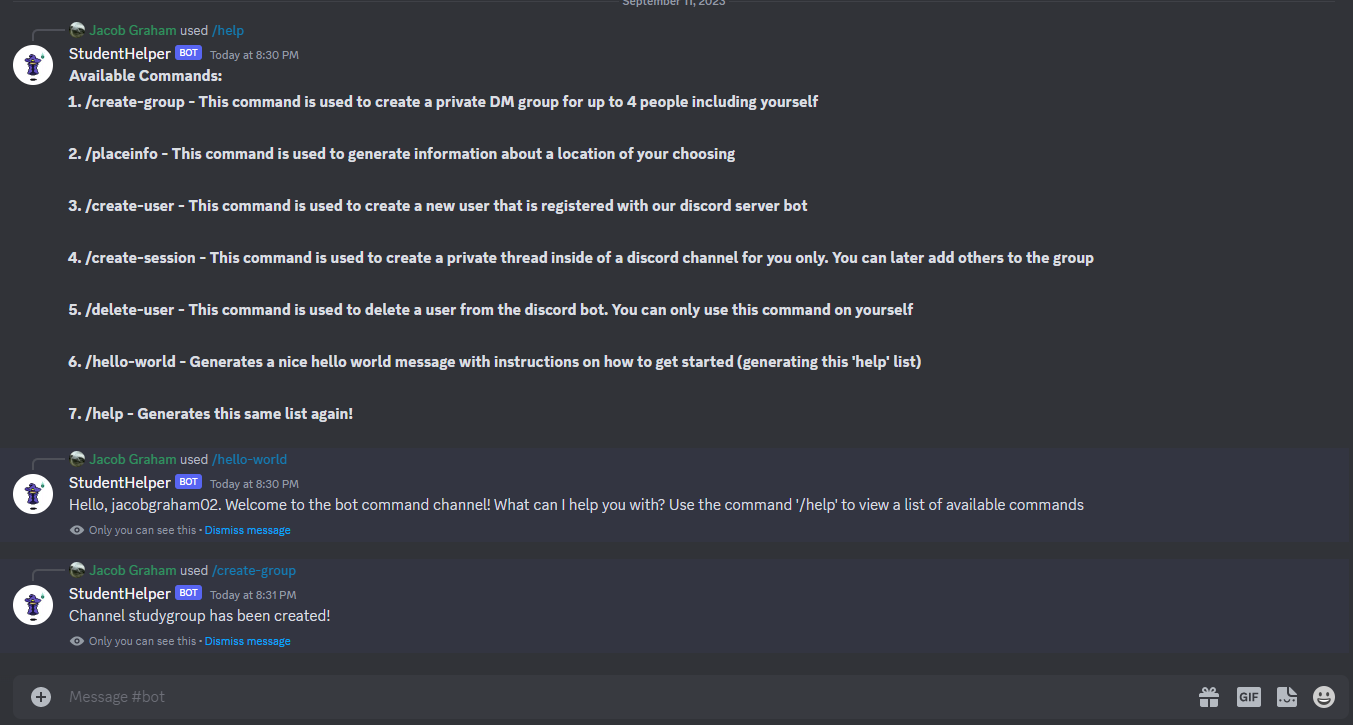 September 11, 2023
Jacob Graham used /help
StudentHelper BOT Today at 8:30 PM
Available Commands:
1. /create-group - This command is used to create a private DM group for up to 4 people including yourself
2. /placeinfo - This command is used to generate information about a location of your choosing
3. /create-user - This command is used to create a new user that is registered with our discord server bot
4. /create-session - This command is used to create a private thread inside of a discord channel for you only. You can later add others to the group
5. /delete-user - This command is used to delete a user from the discord bot. You can only use this command on yourself
6. /hello-world - Generates a nice hello world message with instructions on how to get started (generating this 'help' list)
7. /help - Generates this same list again!
Jacob Graham used /hello-world
StudentHelper BOT Today at 8:30 PM
Hello, jacobgraham02. Welcome to the bot command channel! What can I help you with? Use the command '/help' to view a list of available commands
Only you can see this • Dismiss message
Jacob Graham used /create-group
StudentHelper BOT Today at 8:31 PM
Channel studygroup has been created!
Only you can see this • Dismiss message
Message #bot
GIF